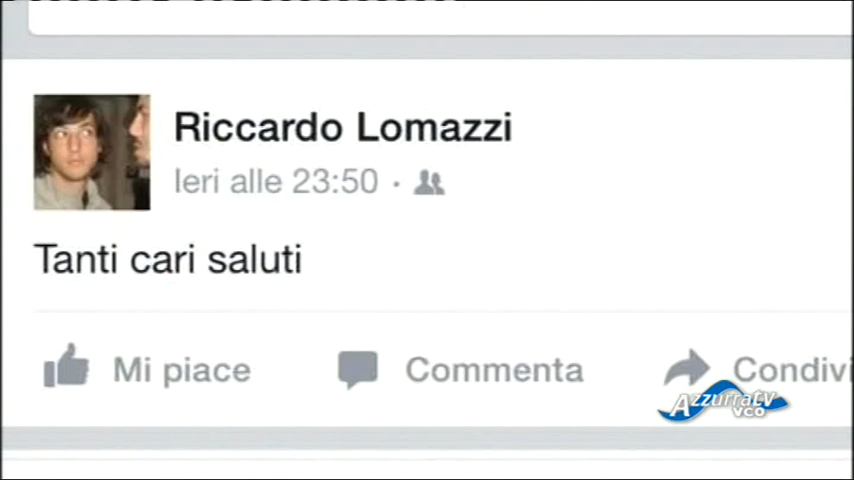 Riccardo Lomazzi
Ieri alle 23:50 ·
Tanti cari saluti
Mi piace
Commenta
Condivi
Azzurratv
VCO